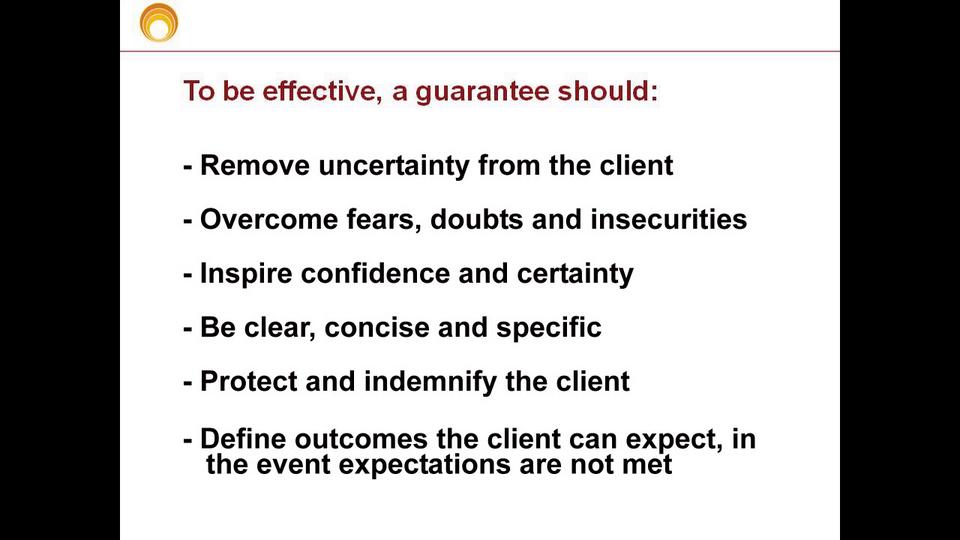 To be effective, a guarantee should:
- Remove uncertainty from the client
- Overcome fears, doubts and insecurities
- Inspire confidence and certainty
- Be clear, concise and specific
- Protect and indemnify the client
- Define outcomes the client can expect, in
the event expectations are not met